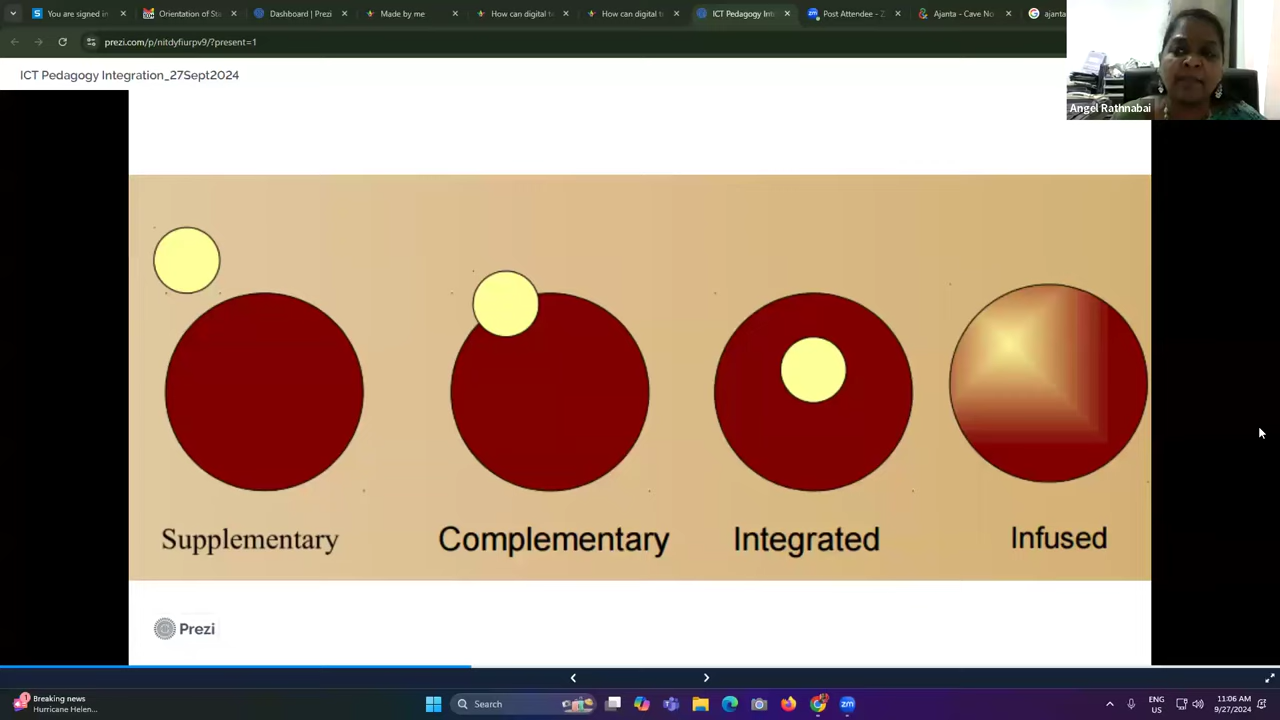 You are signed in
Orientation of Sta
Dashboard | Prezi
Made by me
How can digital t
How can digital t
ICT Pedagogy Int
Post Attendee - Z
Ajanta - Cave No
ajanta
prezi.com/p/nitdyfiurpv9/?present=1
ICT Pedagogy Integration_27Sept2024
Angel Rathnabai
Supplementary
Complementary
Integrated
Infused
Prezi
Breaking news
Hurricane Helen...
Search
ENG
US
11:06 AM
9/27/2024